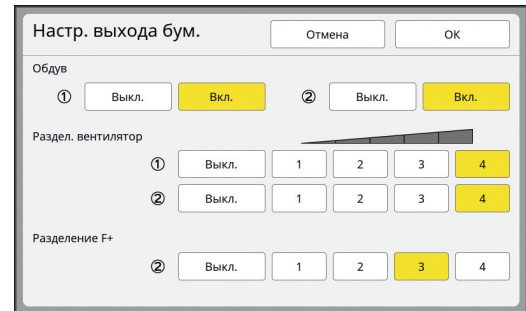 Настр. выхода бум. Отмена ОК
Обдув
① Выкл. Вкл. ② Выкл. Вкл.
Раздел. вентилятор
① Выкл. 1 2 3 4
② Выкл. 1 2 3 4
Разделение F+
② Выкл. 1 2 3 4